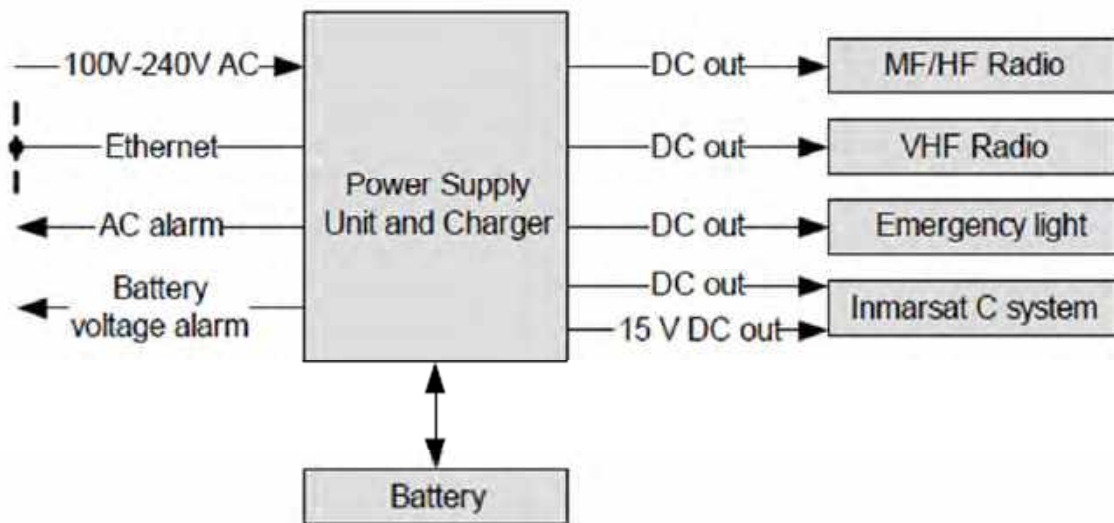 100V-240V AC
Ethernet
AC alarm
Battery
voltage alarm
Power Supply
Unit and Charger
DC out
MF/HF Radio
DC out
VHF Radio
DC out
Emergency light
DC out
15 V DC out
Inmarsat C system
Battery